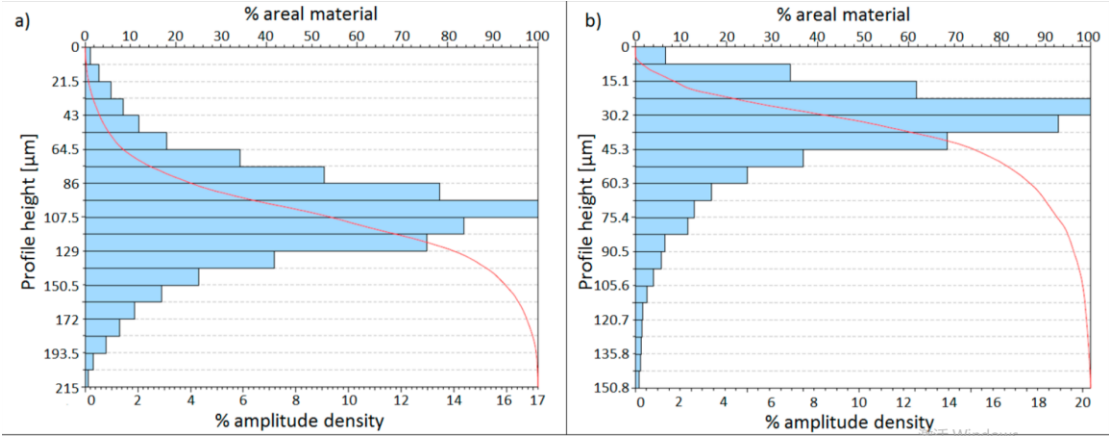 a)
% areal material
0 10 20 30 40 50 60 70 80 90 100
Profile height [µm]
0
21.5
43
64.5
86
107.5
129
150.5
172
193.5
215
0 2 4 6 8 10 12 14 16 17
% amplitude density
b)
% areal material
0 10 20 30 40 50 60 70 80 90 100
Profile height [µm]
0
15.1
30.2
45.3
60.3
75.4
90.5
105.6
120.7
135.8
150.8
0 2 4 6 8 10 12 14 16 18 20
% amplitude density
Windows